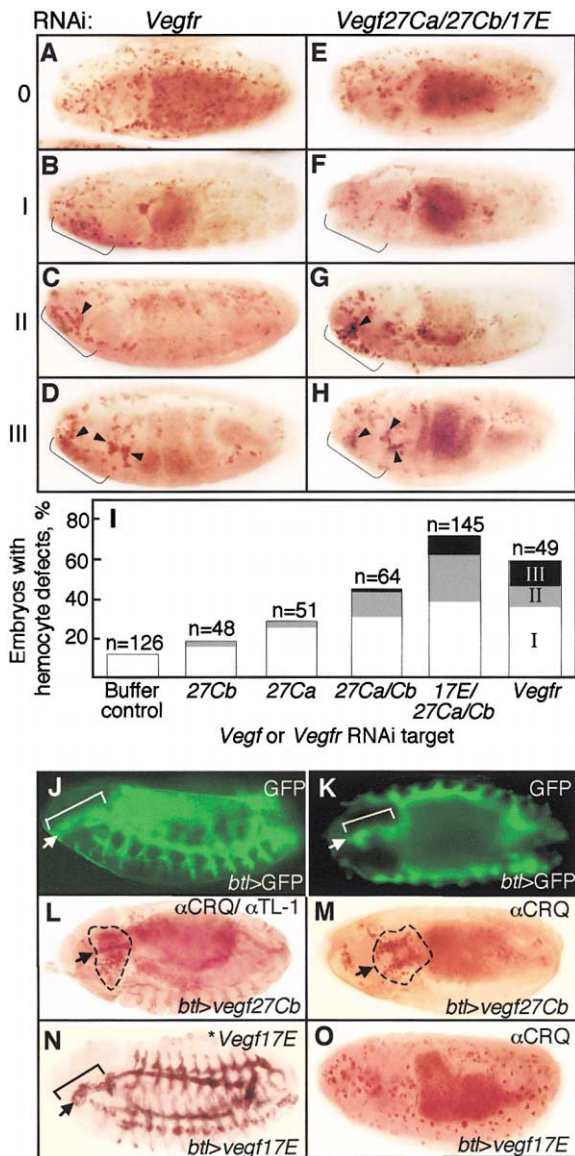 RNAi: Vegfr Vegf27Ca/27Cb/17E
0 A E
I B F
II C G
III D H
I
Embryos with hemocyte defects, %
80
60
40
20
n=126
n=48
n=51
n=64
n=145
n=49
III
II
I
Buffer control
27Cb
27Ca
27Ca/Cb
17E/27Ca/Cb
Vegfr
Vegf or Vegfr RNAi target
J GFP
btl>GFP
K GFP
btl>GFP
L αCRQ/ αTL-1
btl>vegf27Cb
M αCRQ
btl>vegf27Cb
N *Vegf17E
btl>vegf17E
O αCRQ
btl>vegf17E